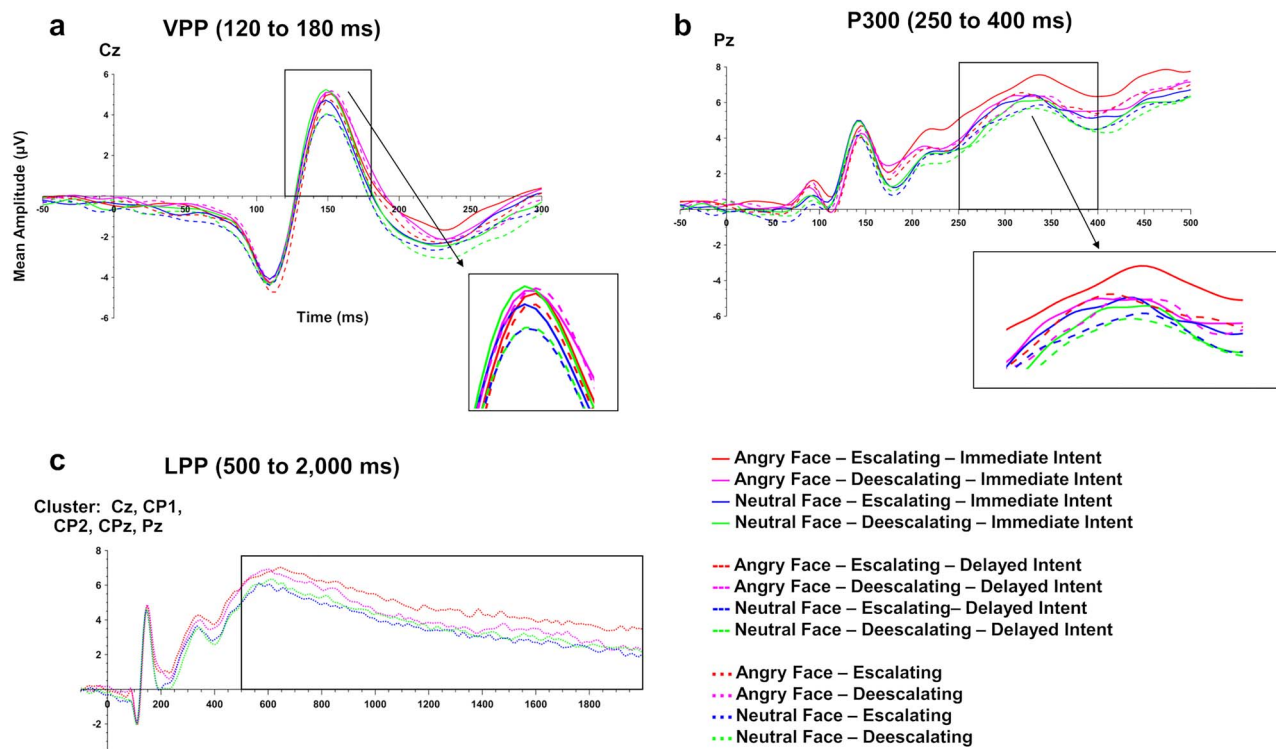 a
VPP (120 to 180 ms)
Cz
Mean Amplitude (µV)
6
4
2
-50
0
50
100
150
200
250
300
-2
-4
-6
Time (ms)
b
P300 (250 to 400 ms)
Pz
8
6
4
2
-50
0
50
100
150
200
250
300
350
400
450
500
-2
-4
-6
c
LPP (500 to 2,000 ms)
Cluster: Cz, CP1,
CP2, CPz, Pz
8
6
4
2
0
200
400
600
800
1000
1200
1400
1600
1800
-2
Angry Face – Escalating – Immediate Intent
Angry Face – Deescalating – Immediate Intent
Neutral Face – Escalating – Immediate Intent
Neutral Face – Deescalating – Immediate Intent
Angry Face – Escalating – Delayed Intent
Angry Face – Deescalating – Delayed Intent
Neutral Face – Escalating– Delayed Intent
Neutral Face – Deescalating – Delayed Intent
Angry Face – Escalating
Angry Face – Deescalating
Neutral Face – Escalating
Neutral Face – Deescalating